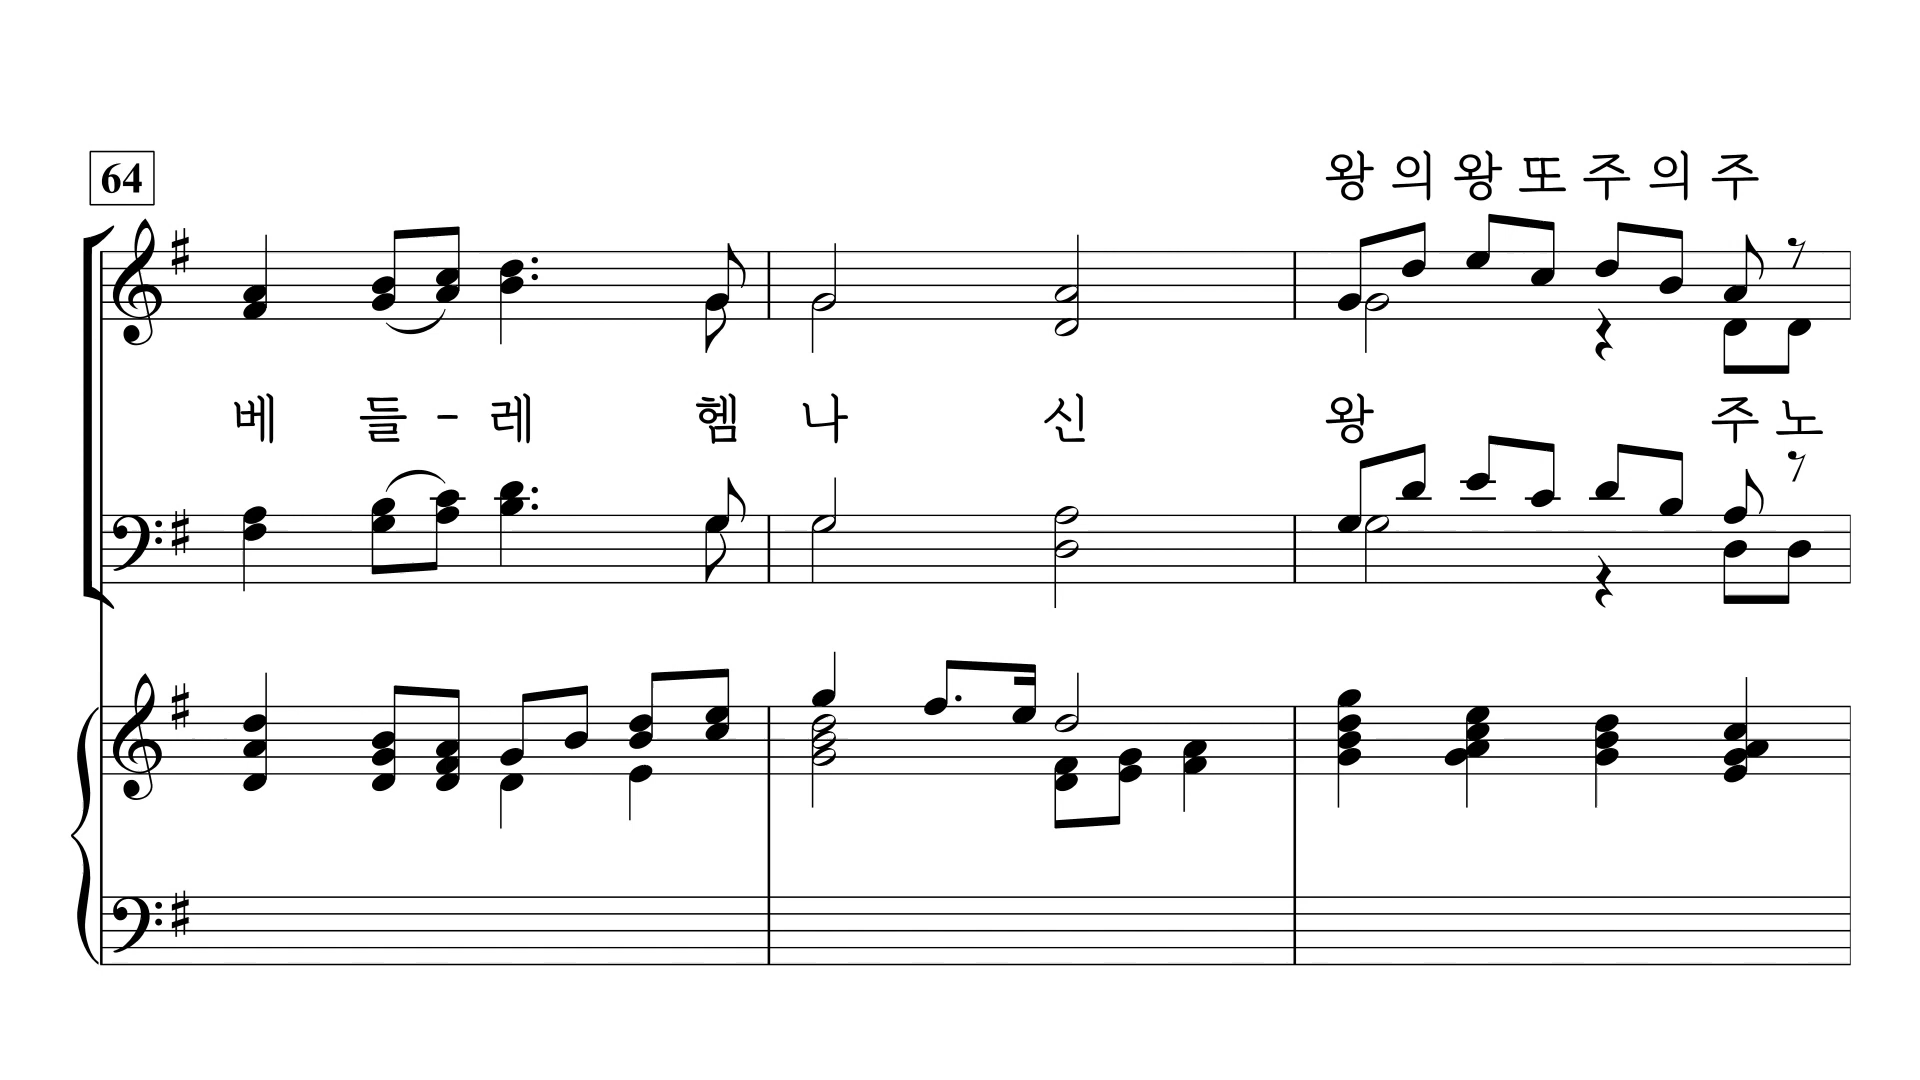 64
왕 의 왕 또 주 의 주
베 들 - 레 헴 나 신 왕 주 노